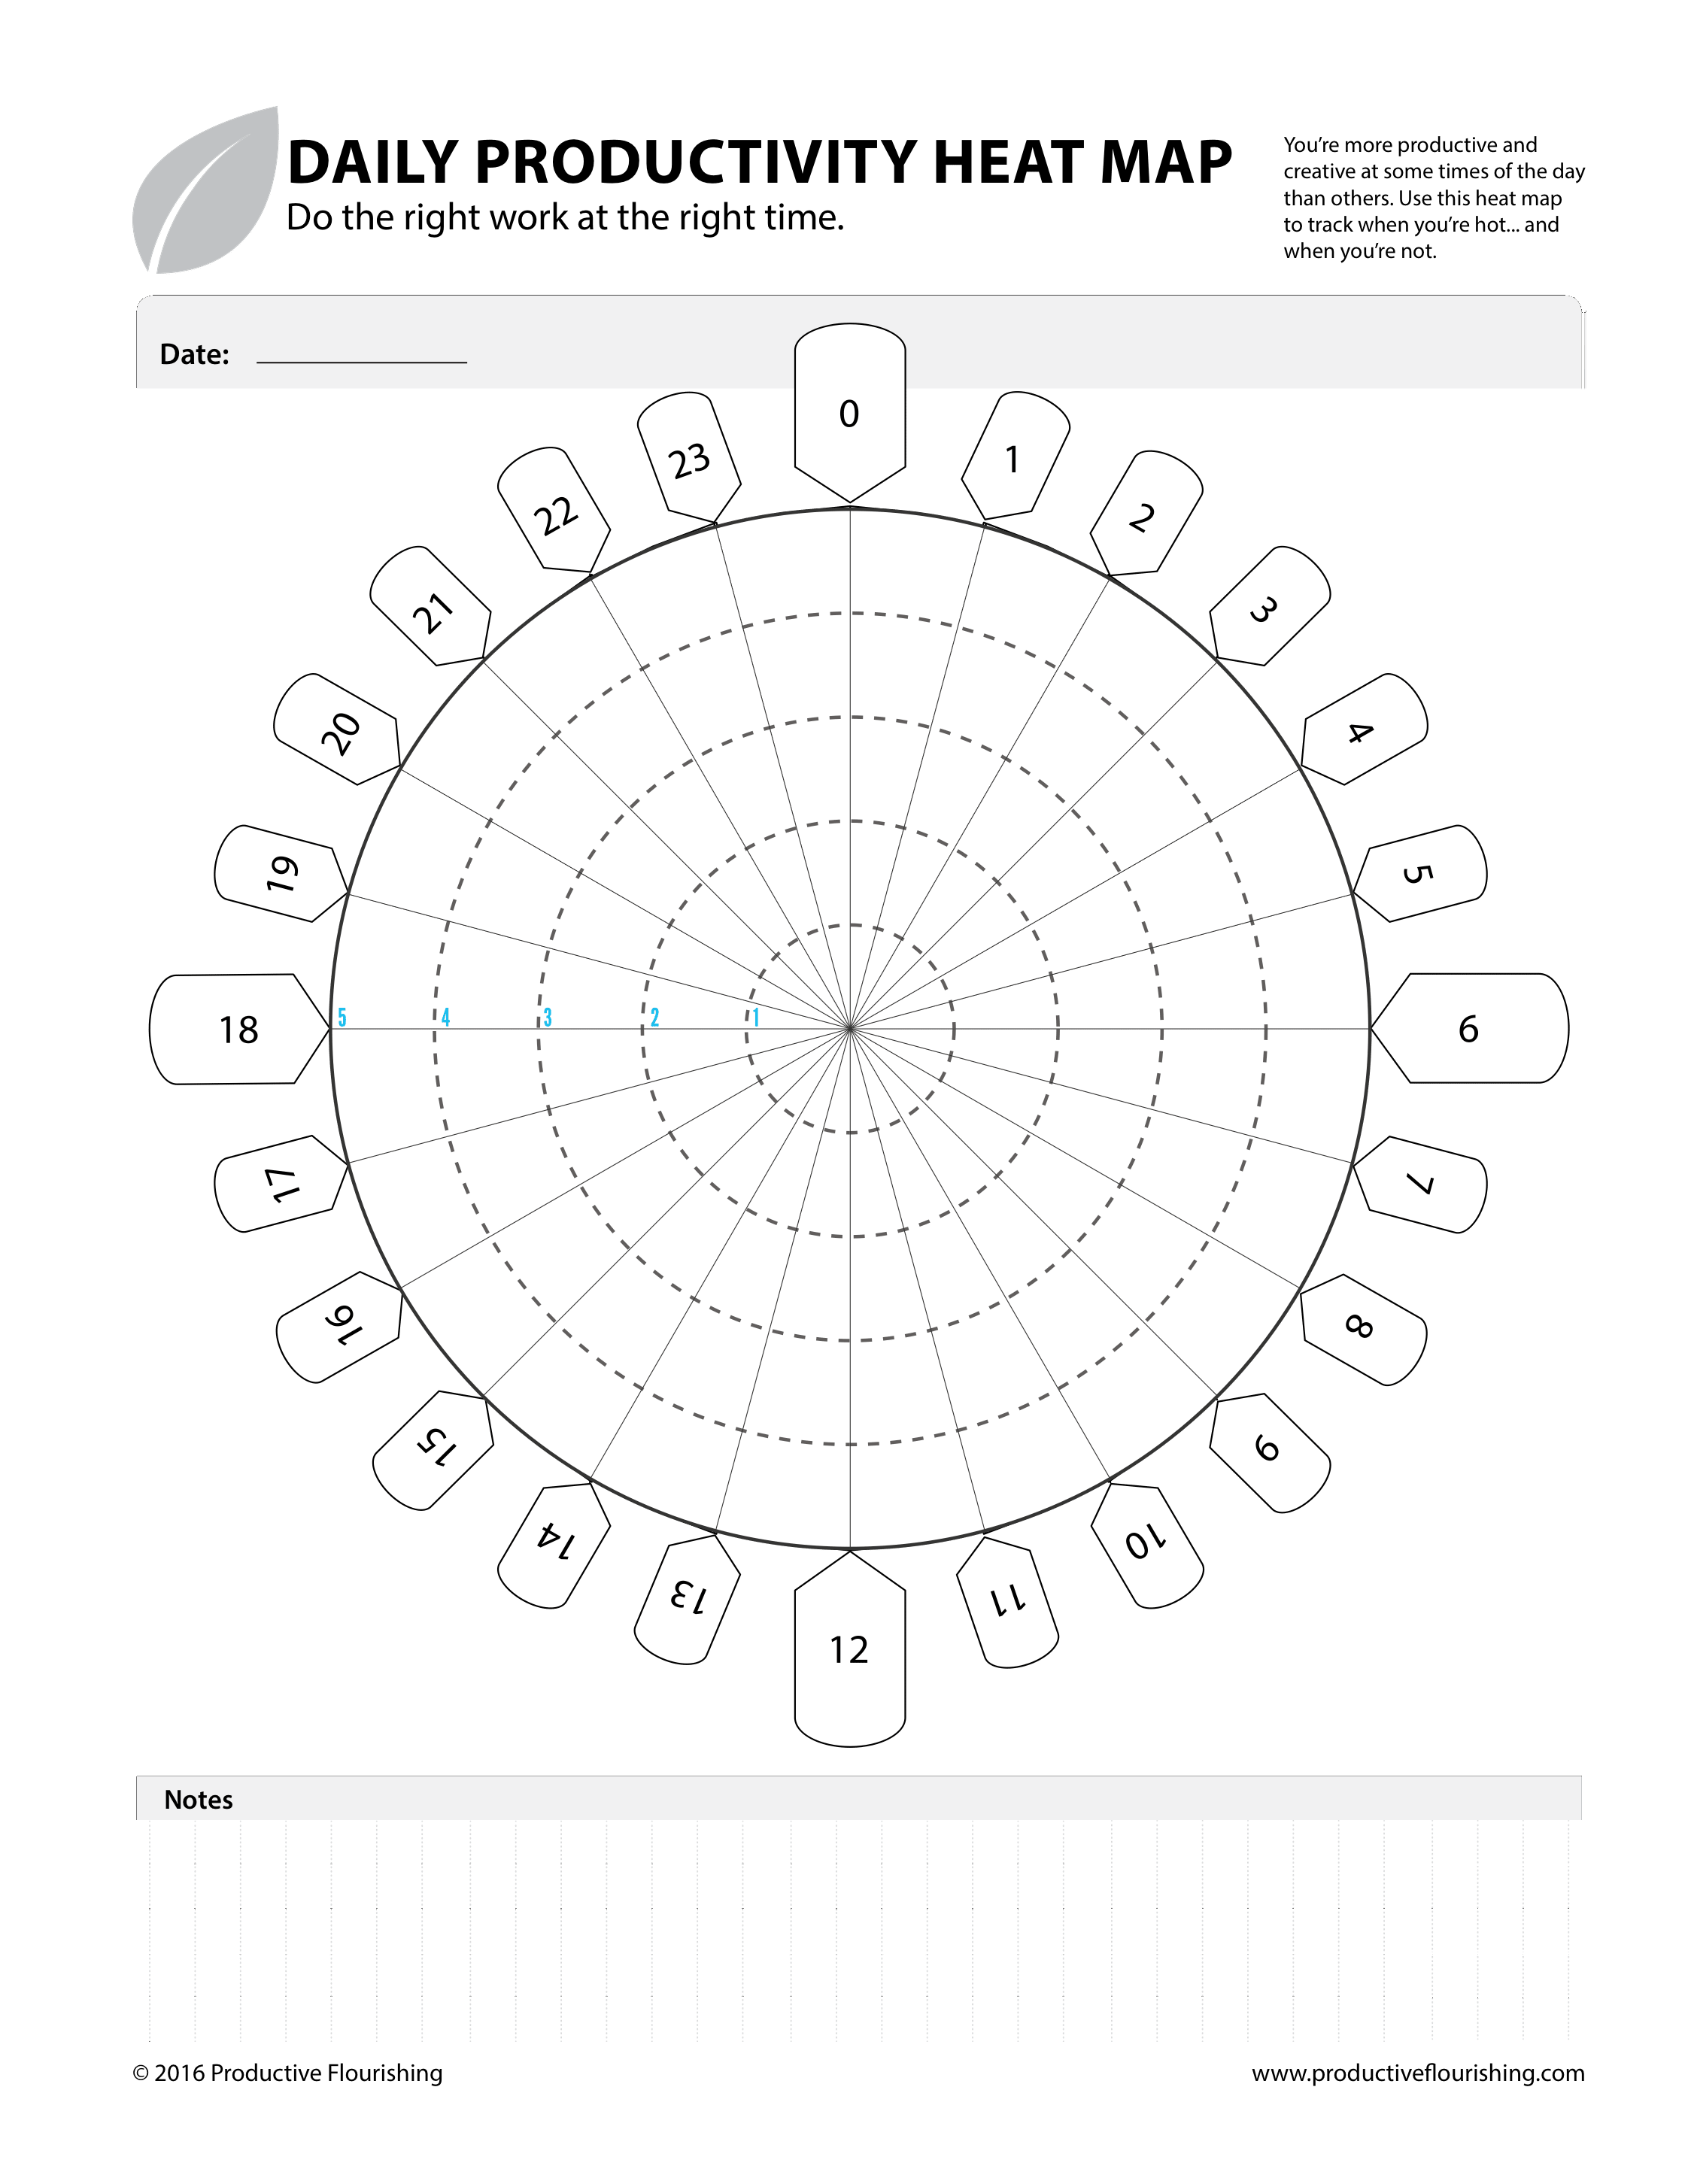 DAILY PRODUCTIVITY HEAT MAP
Do the right work at the right time.
You’re more productive and
creative at some times of the day
than others. Use this heat map
to track when you’re hot... and
when you’re not.
Date:
0
1
2
3
4
5
6
7
8
9
10
11
12
13
14
15
16
17
18
19
20
21
22
23
5 4 3 2 1
Notes
© 2016 Productive Flourishing
www.productiveflourishing.com